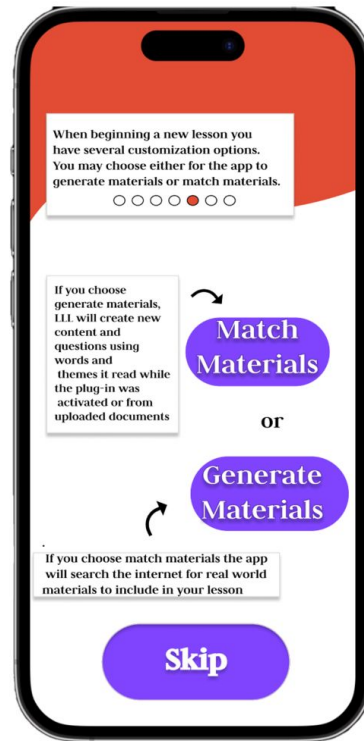 When beginning a new lesson you
have several customization options.
You may choose either for the app to
generate materials or match materials.
If you choose
generate materials,
LLL will create new
content and
questions using
words and
themes it read while
the plug-in was
activated or from
uploaded documents
Match
Materials
or
Generate
Materials
.
If you choose match materials the app
will search the internet for real world
materials to include in your lesson
Skip